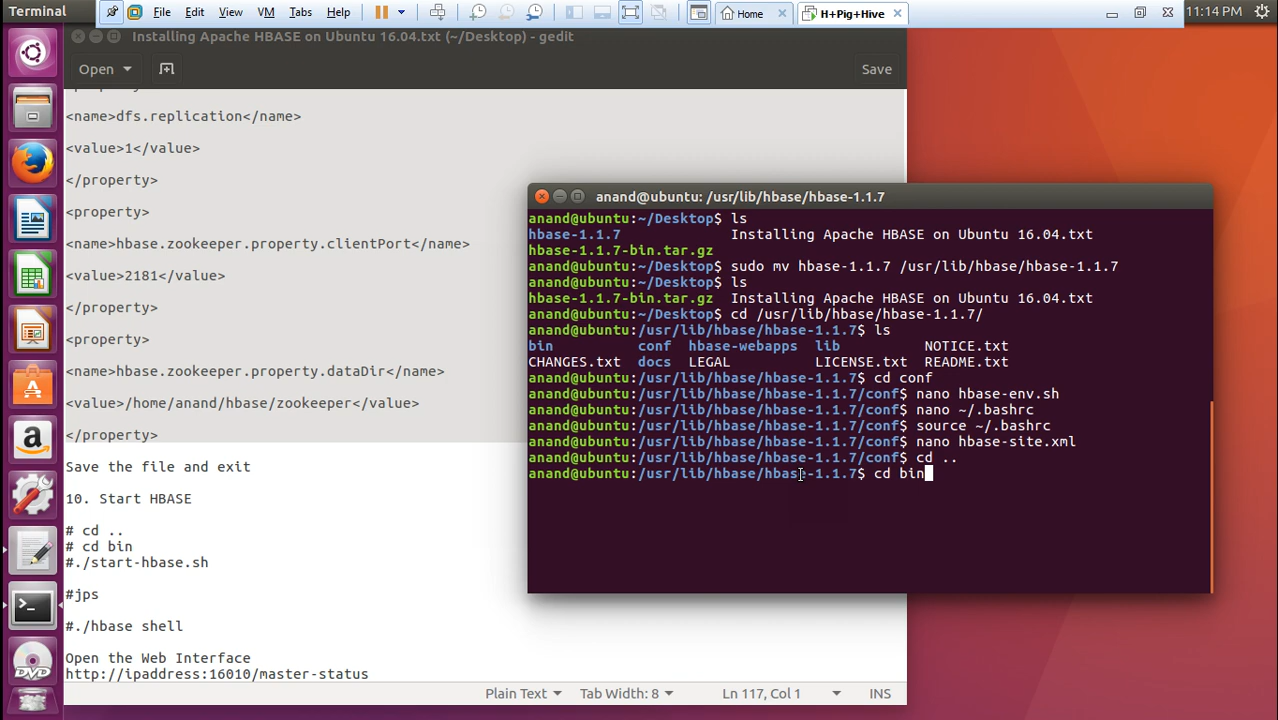 Terminal
File Edit View VM Tabs Help
Home
H+Pig+Hive
11:14 PM
Installing Apache HBASE on Ubuntu 16.04.txt (~/Desktop) - gedit
Open
Save
<name>dfs.replication</name>
<value>1</value>
</property>
<property>
<name>hbase.zookeeper.property.clientPort</name>
<value>2181</value>
</property>
<property>
<name>hbase.zookeeper.property.dataDir</name>
<value>/home/anand/hbase/zookeeper</value>
</property>
Save the file and exit
10. Start HBASE
# cd ..
# cd bin
#./start-hbase.sh
#jps
#./hbase shell
Open the Web Interface
http://ipaddress:16010/master-status
Plain Text Tab Width: 8 Ln 117, Col 1 INS
anand@ubuntu: /usr/lib/hbase/hbase-1.1.7
anand@ubuntu:~/Desktop$ ls
hbase-1.1.7 Installing Apache HBASE on Ubuntu 16.04.txt
hbase-1.1.7-bin.tar.gz
anand@ubuntu:~/Desktop$ sudo mv hbase-1.1.7 /usr/lib/hbase/hbase-1.1.7
anand@ubuntu:~/Desktop$ ls
hbase-1.1.7-bin.tar.gz Installing Apache HBASE on Ubuntu 16.04.txt
anand@ubuntu:~/Desktop$ cd /usr/lib/hbase/hbase-1.1.7/
anand@ubuntu:/usr/lib/hbase/hbase-1.1.7$ ls
bin conf hbase-webapps lib NOTICE.txt
CHANGES.txt docs LEGAL LICENSE.txt README.txt
anand@ubuntu:/usr/lib/hbase/hbase-1.1.7$ cd conf
anand@ubuntu:/usr/lib/hbase/hbase-1.1.7/conf$ nano hbase-env.sh
anand@ubuntu:/usr/lib/hbase/hbase-1.1.7/conf$ nano ~/.bashrc
anand@ubuntu:/usr/lib/hbase/hbase-1.1.7/conf$ source ~/.bashrc
anand@ubuntu:/usr/lib/hbase/hbase-1.1.7/conf$ nano hbase-site.xml
anand@ubuntu:/usr/lib/hbase/hbase-1.1.7/conf$ cd ..
anand@ubuntu:/usr/lib/hbase/hbase-1.1.7$ cd bin